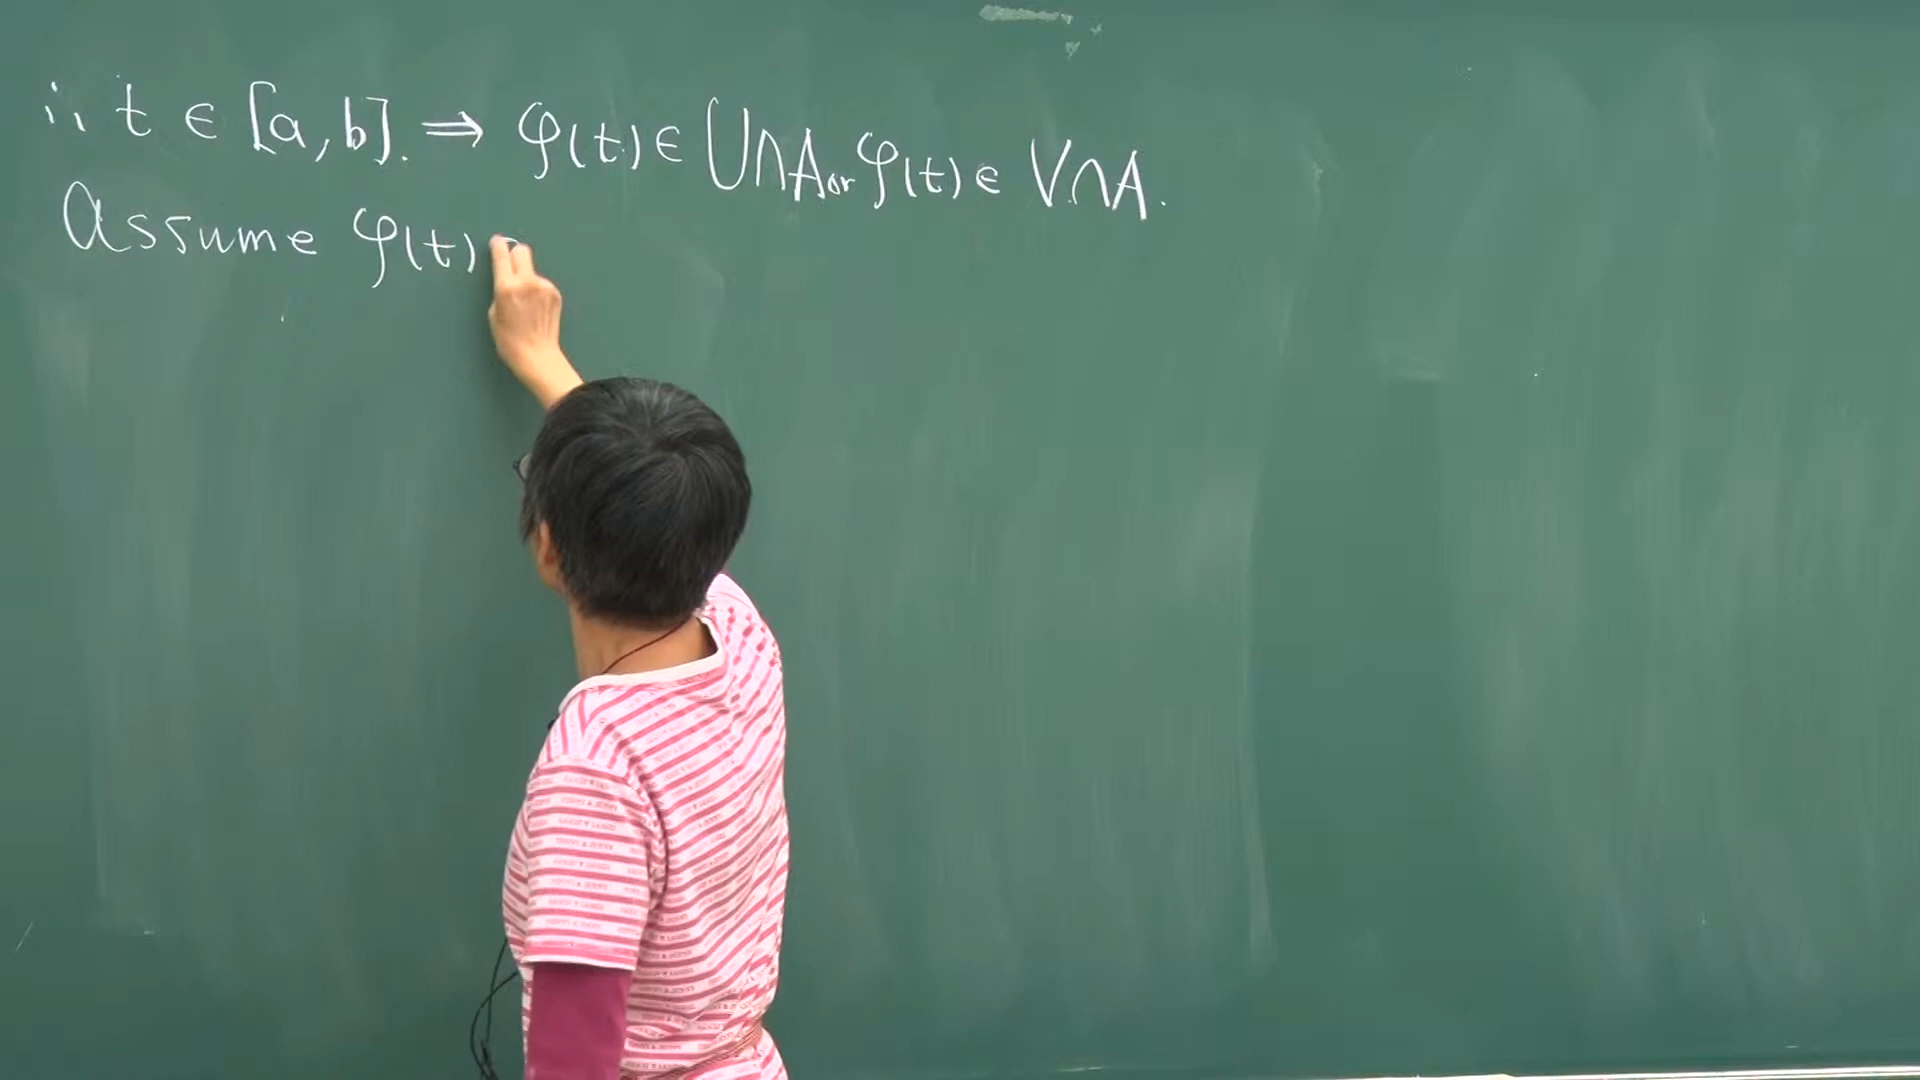 ∵ t ∈ [a, b]. ⇒ φ(t) ∈ U∩A or φ(t) ∈ V∩A.
Assume φ(t)